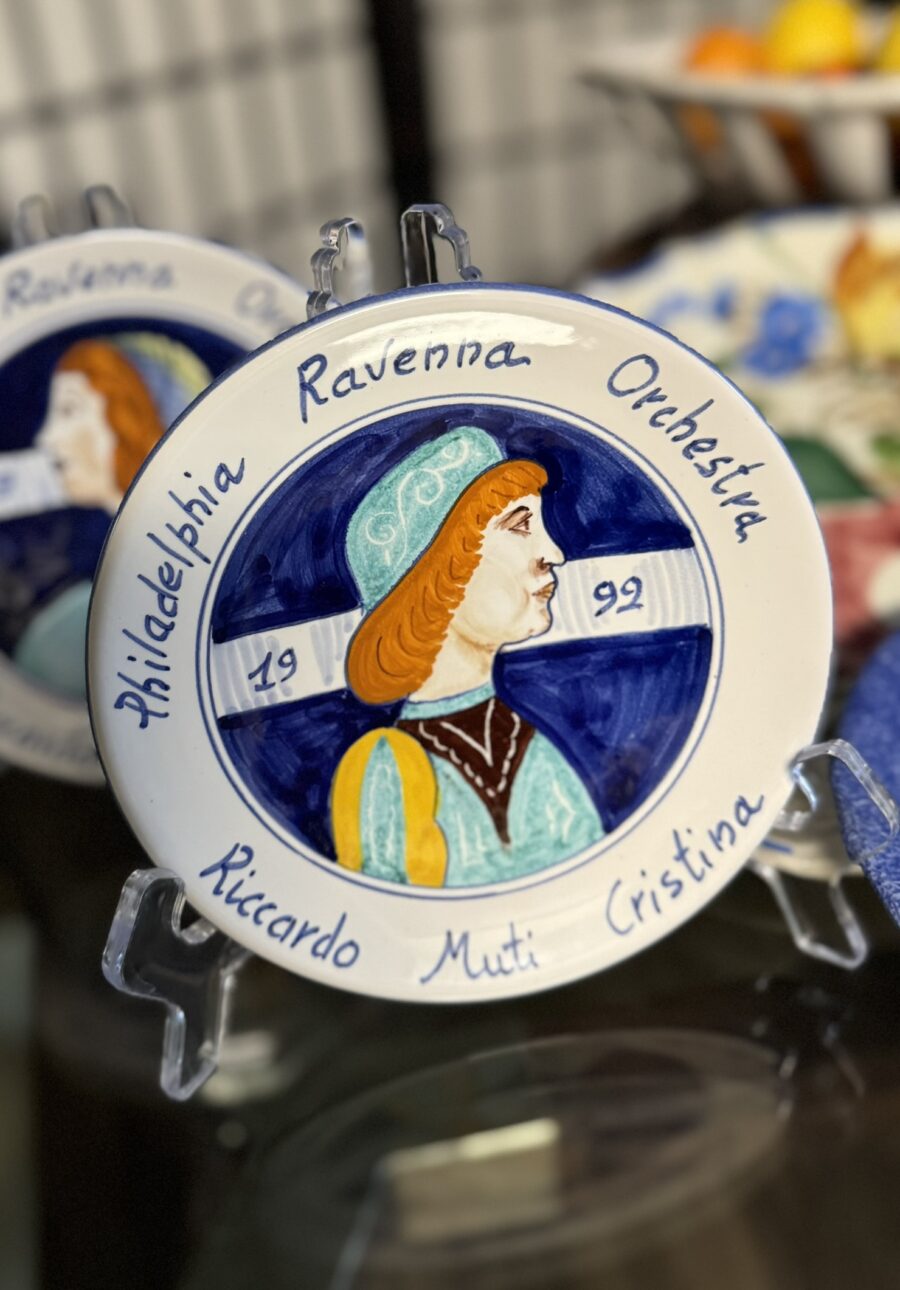 Philadelphia Ravenna Orchestra
19 92
Riccardo Muti Cristina
Ravenna